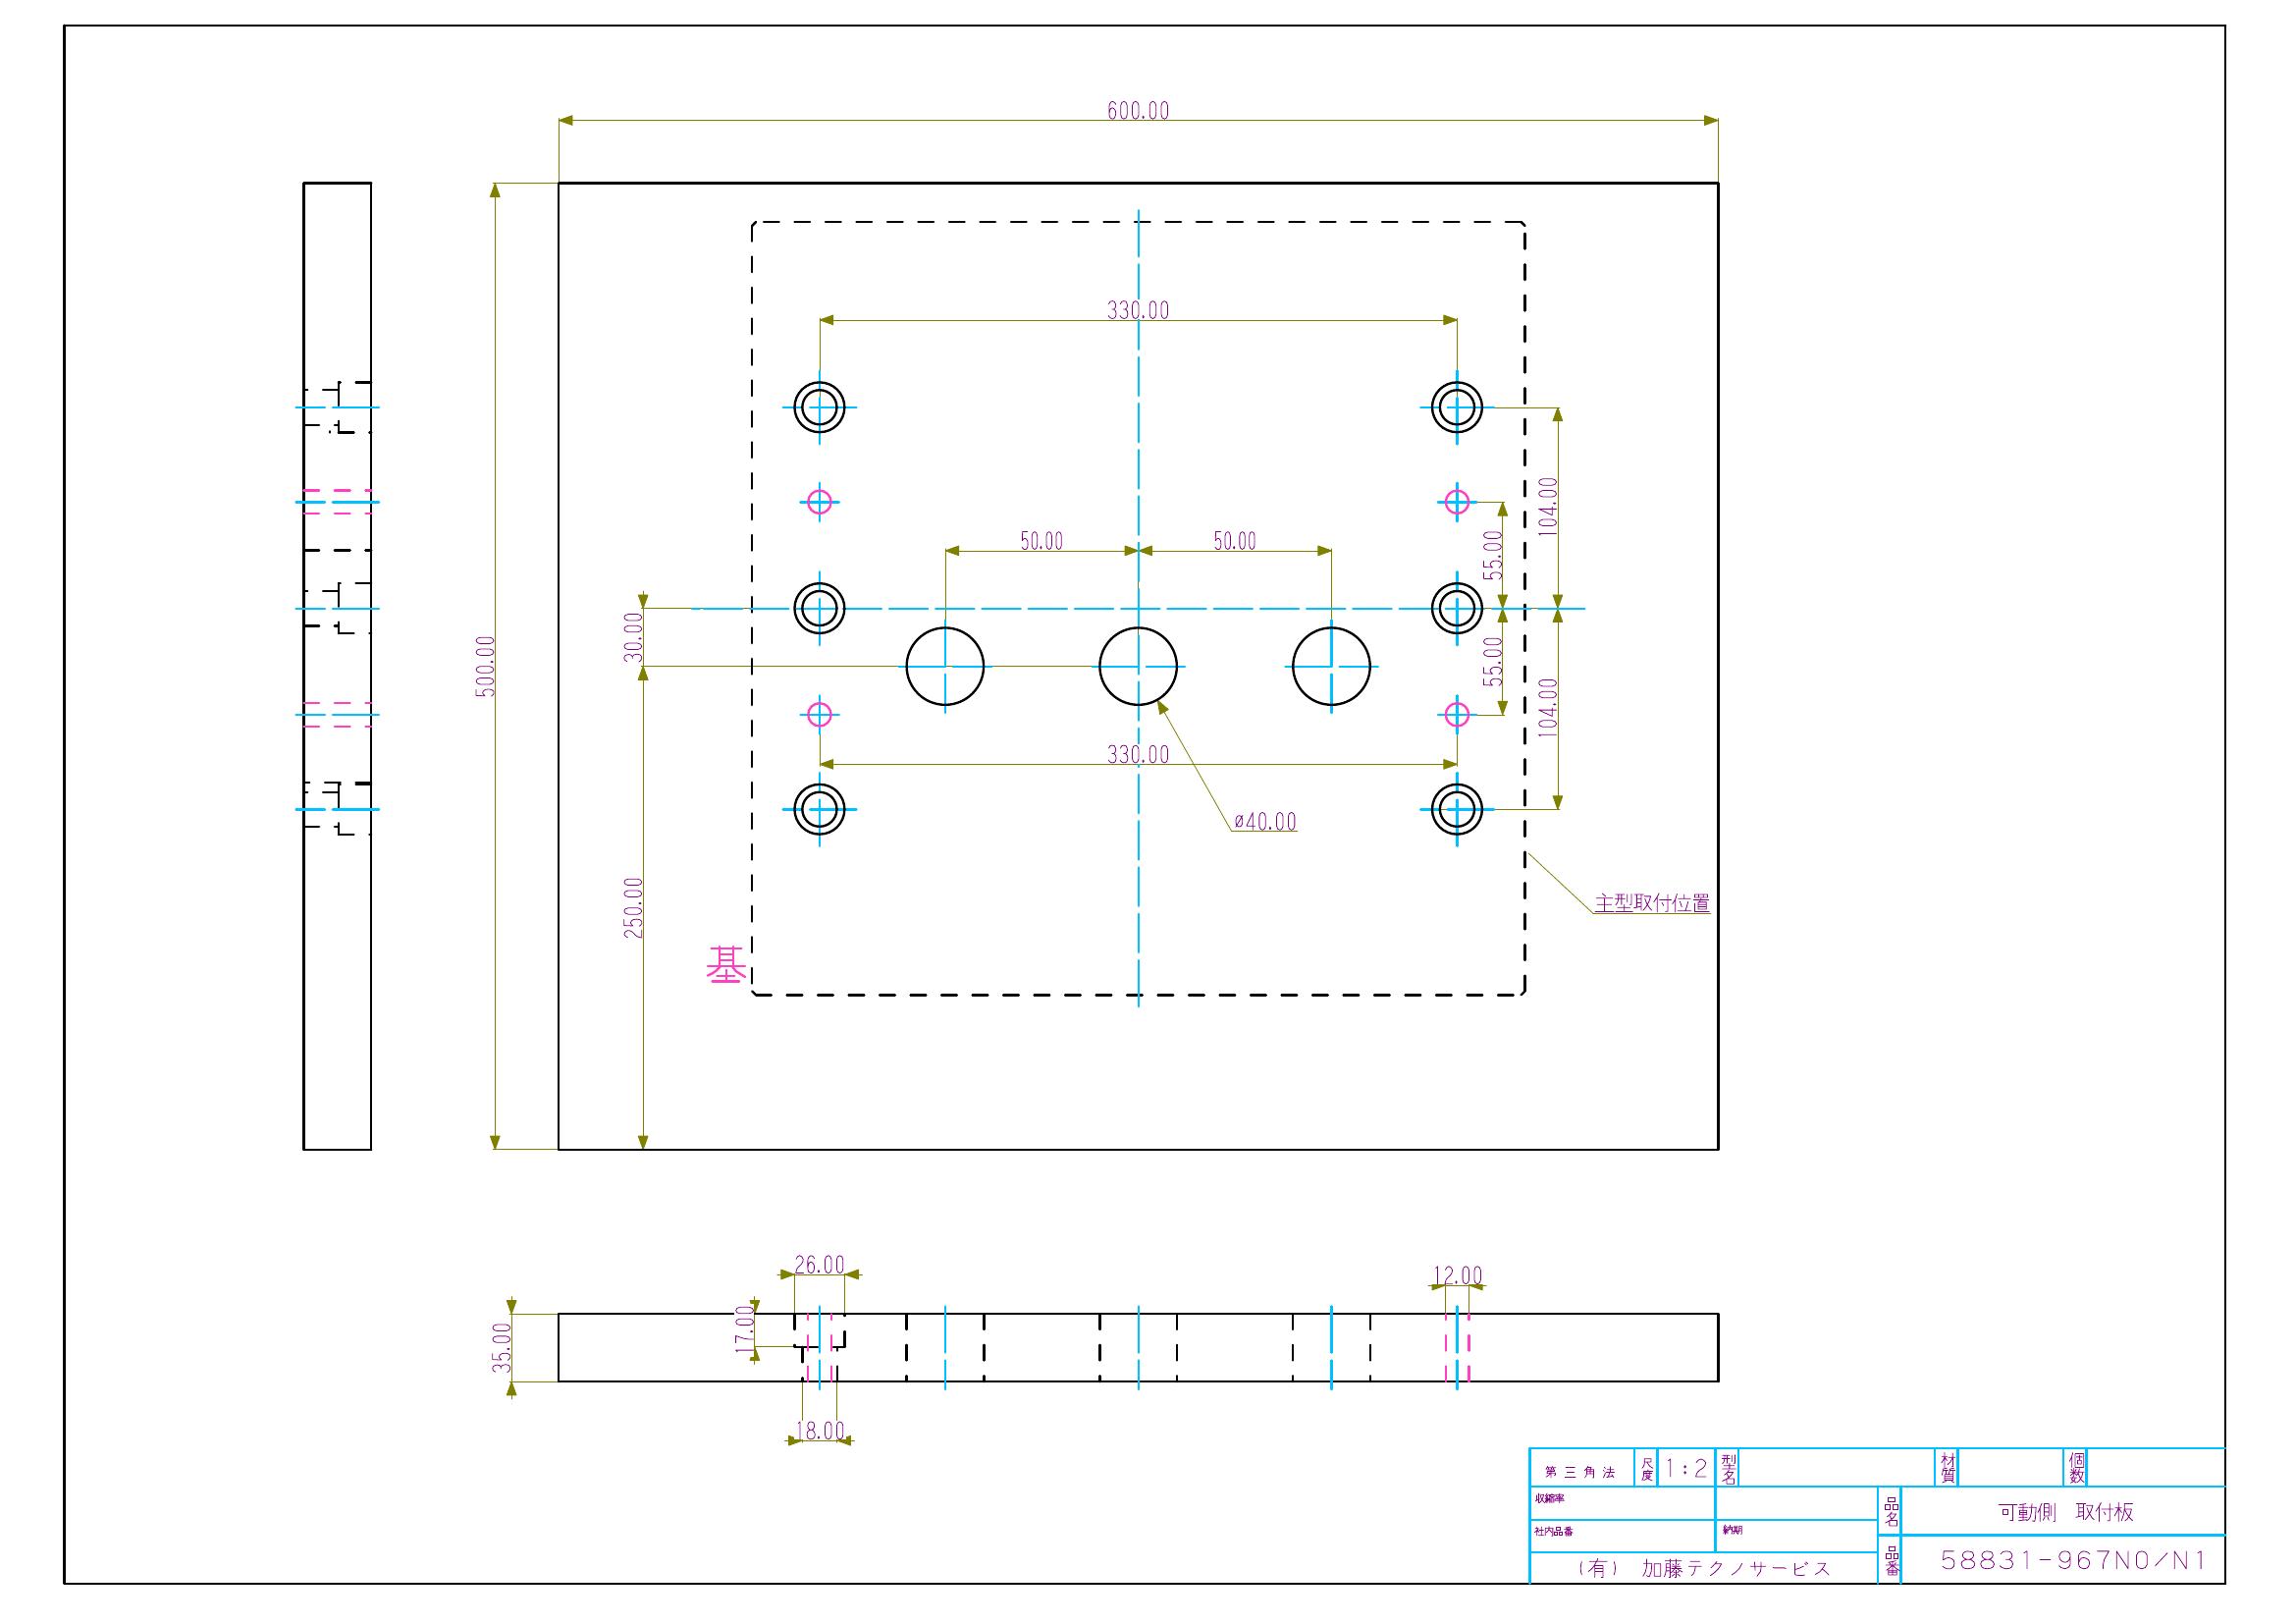 600.00
330.00
50.00
50.00
104.00
55.00
30.00
500.00
55.00
104.00
330.00
ø40.00
250.00
主型取付位置
基
26.00
12.00
17.00
35.00
18.00
第三角法
尺度
1:2
型名
材質
個数
収縮率
品名
可動側 取付板
社内品番
納期
(有) 加藤テクノサービス
品番
58831-967N0/N1